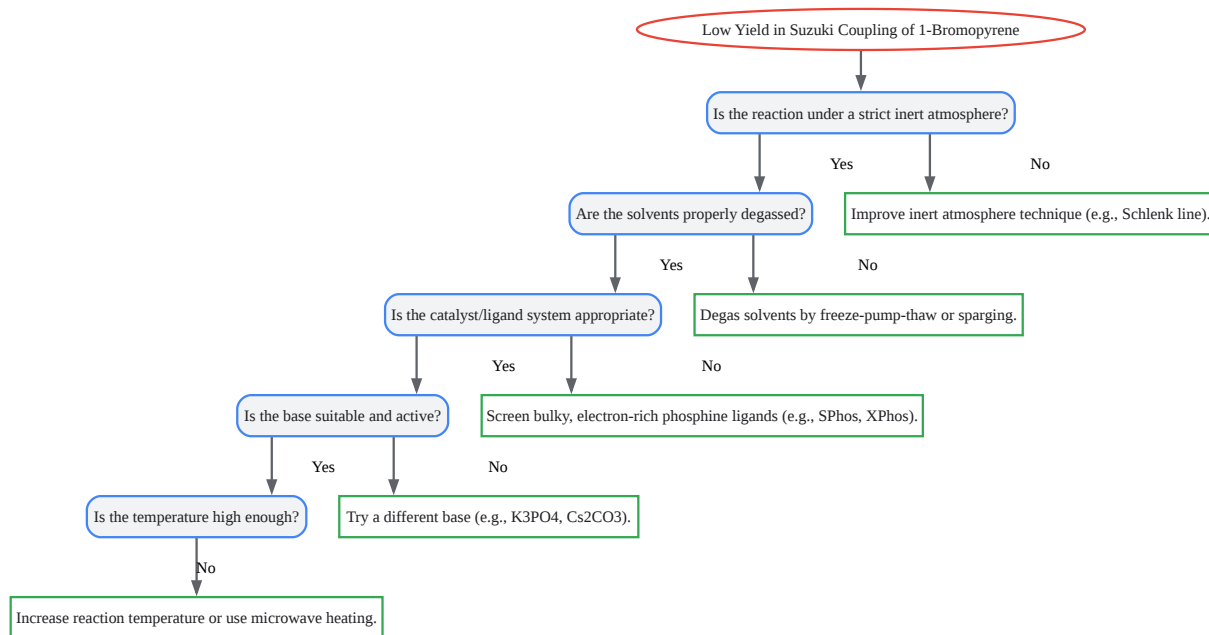 Low Yield in Suzuki Coupling of 1-Bromopyrene
Is the reaction under a strict inert atmosphere?
Yes
No
Are the solvents properly degassed?
Improve inert atmosphere technique (e.g., Schlenk line).
Yes
No
Is the catalyst/ligand system appropriate?
Degas solvents by freeze-pump-thaw or sparging.
Yes
No
Is the base suitable and active?
Screen bulky, electron-rich phosphine ligands (e.g., SPhos, XPhos).
Yes
No
Is the temperature high enough?
Try a different base (e.g., K3PO4, Cs2CO3).
No
Increase reaction temperature or use microwave heating.